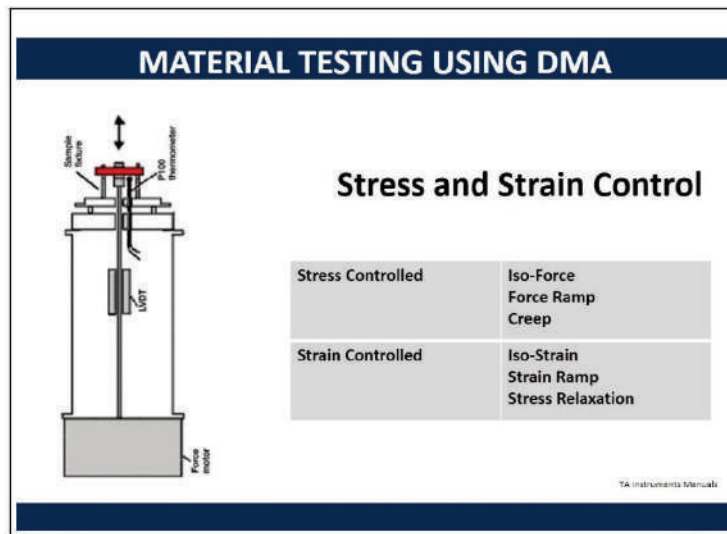 MATERIAL TESTING USING DMA
Sample
fixture
P100
thermometer
LVDT
Force
motor
Stress and Strain Control
Stress Controlled
Iso-Force
Force Ramp
Creep
Strain Controlled
Iso-Strain
Strain Ramp
Stress Relaxation
TA Instruments Manuals